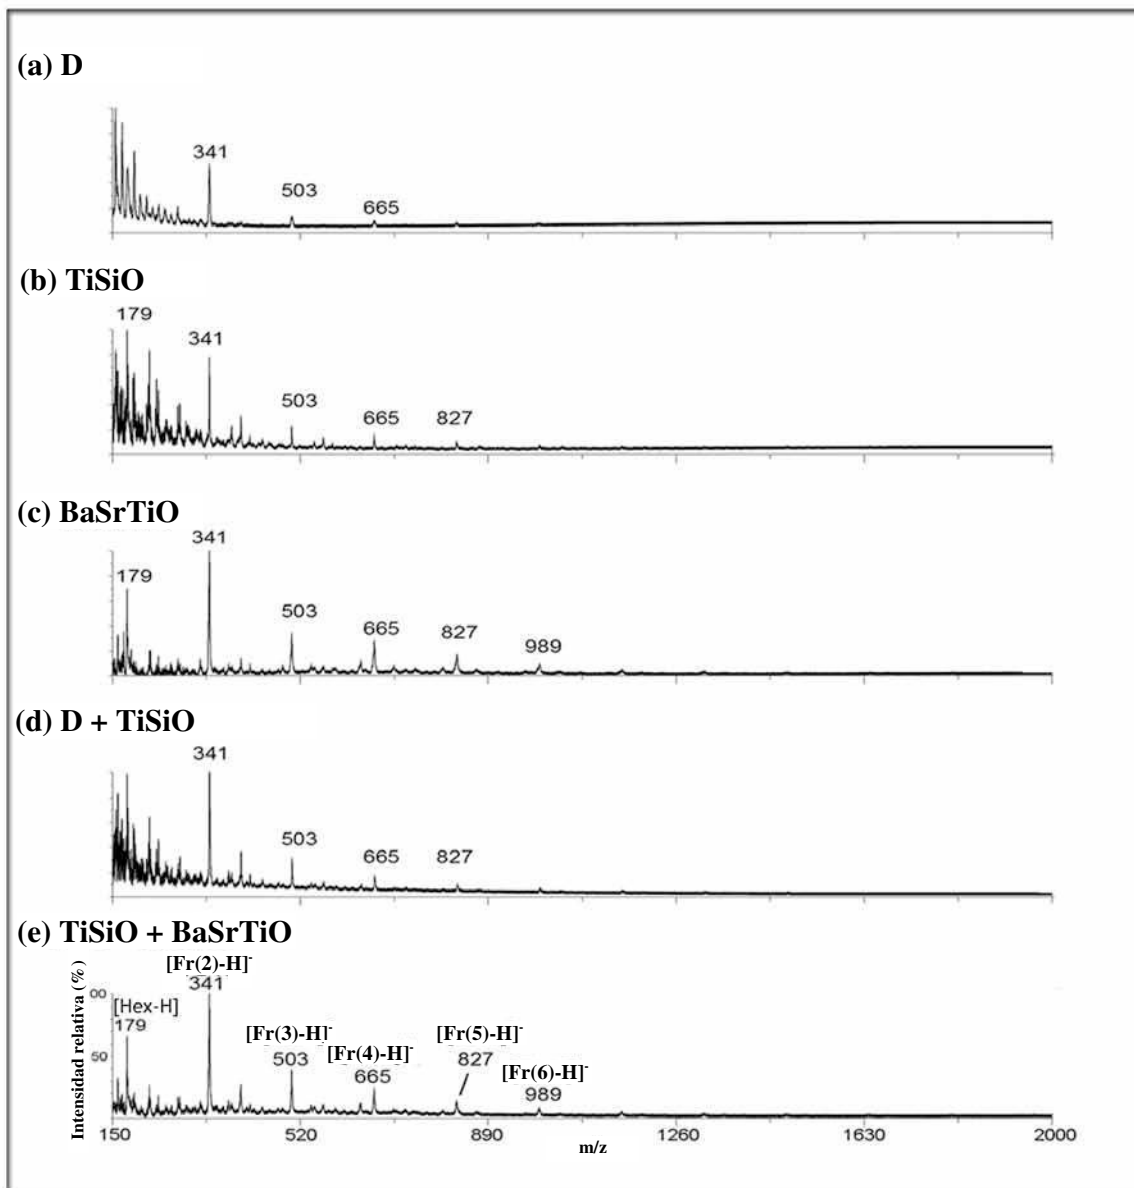 (a) D
341
503
665
(b) TiSiO
179
341
503
665
827
(c) BaSrTiO
341
179
503
665
827
989
(d) D + TiSiO
341
503
665
827
(e) TiSiO + BaSrTiO
Intensidad relativa (%)
00
50
[Fr(2)-H]-
341
[Hex-H]
179
[Fr(3)-H]-
503
[Fr(4)-H]-
665
[Fr(5)-H]-
827
[Fr(6)-H]-
989
150 520 890 1260 1630 2000
m/z